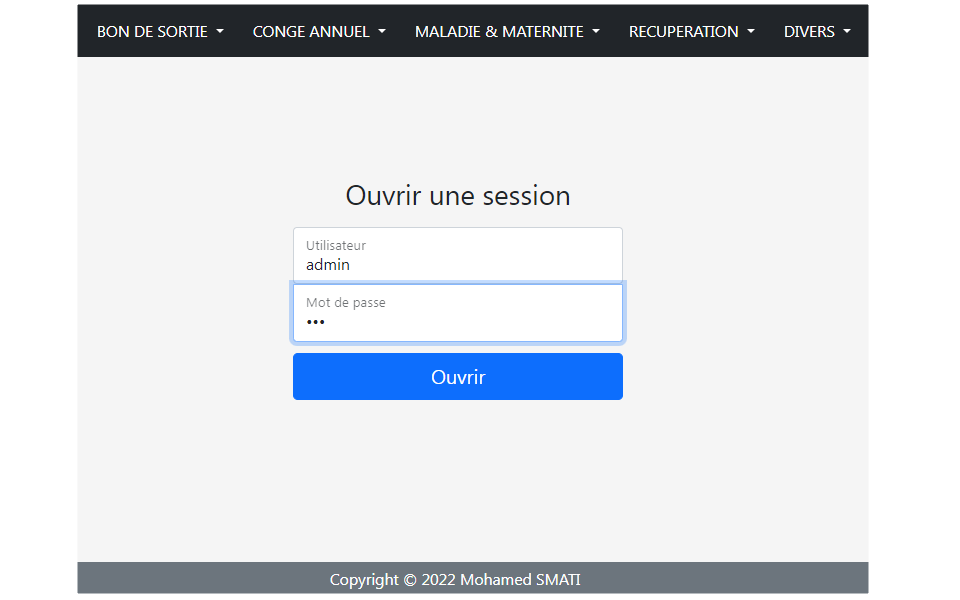 BON DE SORTIE CONGE ANNUEL MALADIE & MATERNITE RECUPERATION DIVERS
Ouvrir une session
Utilisateur
admin
Mot de passe
•••
Ouvrir
Copyright © 2022 Mohamed SMATI